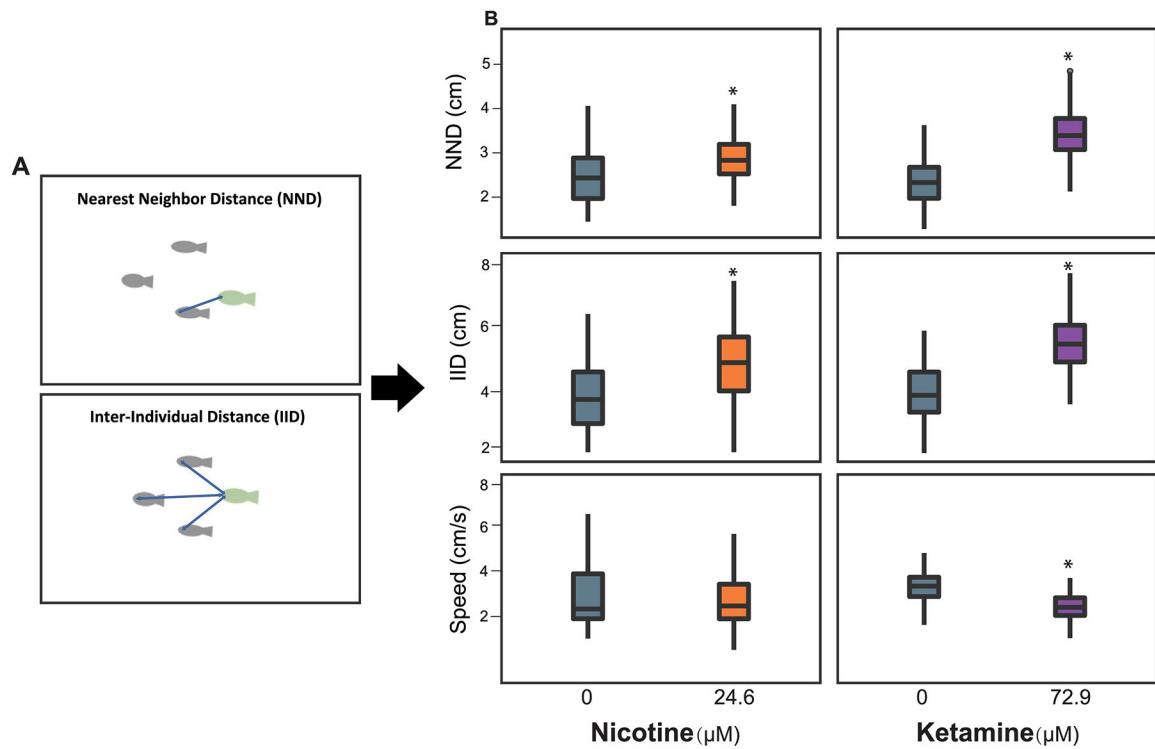 A
Nearest Neighbor Distance (NND)
Inter-Individual Distance (IID)
B
NND (cm)
5
4
3
2
*
*
IID (cm)
8
6
4
2
*
*
Speed (cm/s)
8
6
4
2
*
0
24.6
0
72.9
Nicotine(μM)
Ketamine(μM)